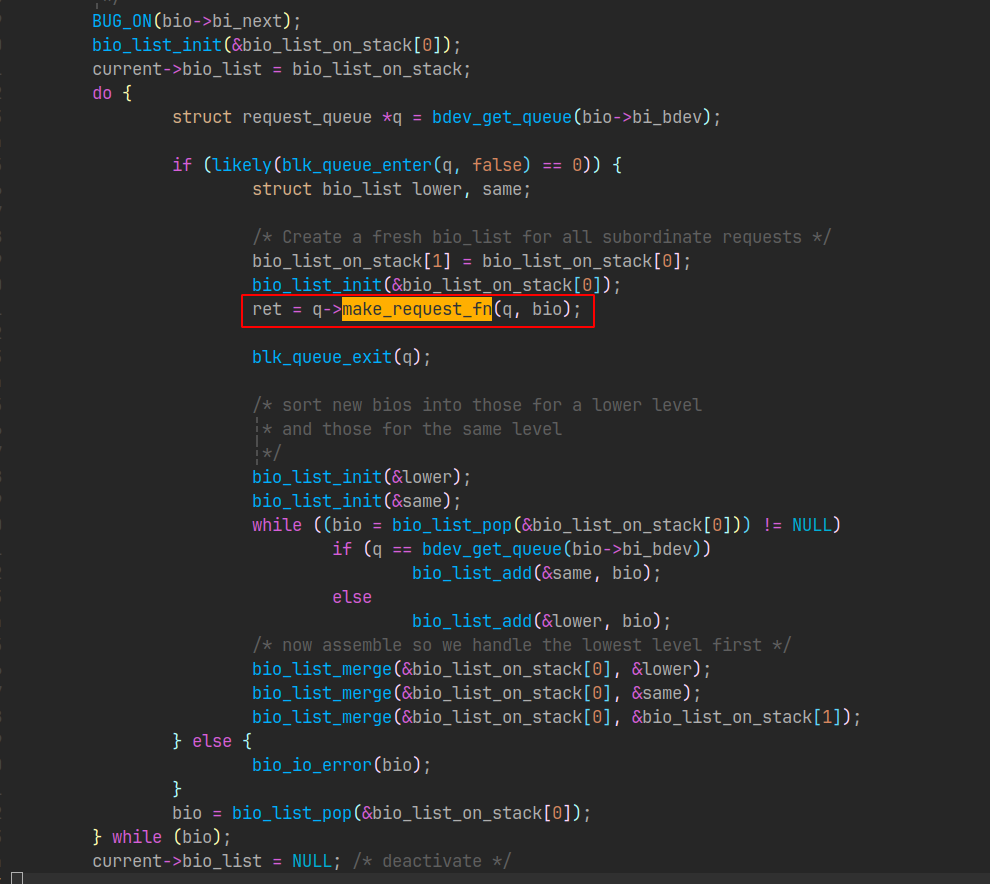 */
BUG_ON(bio->bi_next);
bio_list_init(&bio_list_on_stack[0]);
current->bio_list = bio_list_on_stack;
do {
struct request_queue *q = bdev_get_queue(bio->bi_bdev);
if (likely(blk_queue_enter(q, false) == 0)) {
struct bio_list lower, same;
/* Create a fresh bio_list for all subordinate requests */
bio_list_on_stack[1] = bio_list_on_stack[0];
bio_list_init(&bio_list_on_stack[0]);
ret = q->make_request_fn(q, bio);
blk_queue_exit(q);
/* sort new bios into those for a lower level
* and those for the same level
*/
bio_list_init(&lower);
bio_list_init(&same);
while ((bio = bio_list_pop(&bio_list_on_stack[0])) != NULL)
if (q == bdev_get_queue(bio->bi_bdev))
bio_list_add(&same, bio);
else
bio_list_add(&lower, bio);
/* now assemble so we handle the lowest level first */
bio_list_merge(&bio_list_on_stack[0], &lower);
bio_list_merge(&bio_list_on_stack[0], &same);
bio_list_merge(&bio_list_on_stack[0], &bio_list_on_stack[1]);
} else {
bio_io_error(bio);
}
bio = bio_list_pop(&bio_list_on_stack[0]);
} while (bio);
current->bio_list = NULL; /* deactivate */